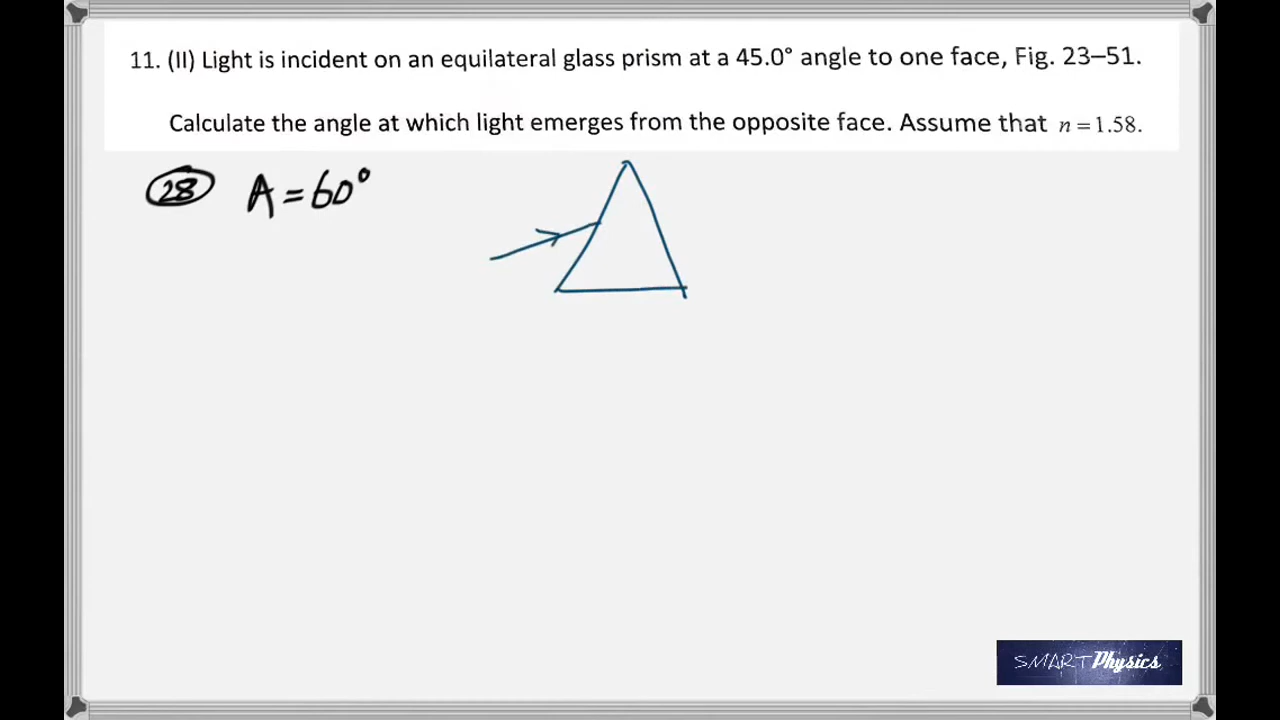 11. (II) Light is incident on an equilateral glass prism at a 45.0° angle to one face, Fig. 23–51.
Calculate the angle at which light emerges from the opposite face. Assume that n = 1.58.
28 A = 60°
SMART Physics